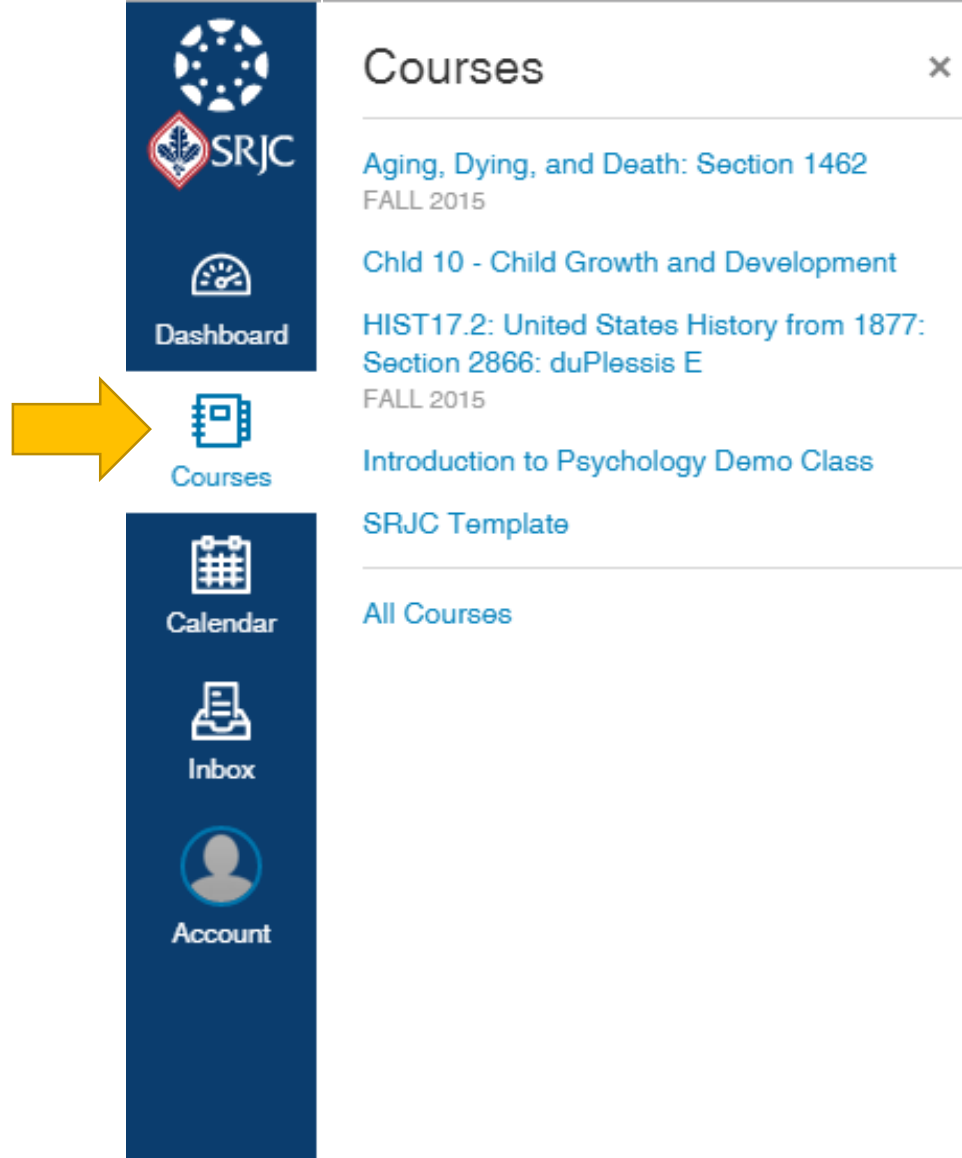 SRJC
Dashboard
Courses
Calendar
Inbox
Account
Courses
×
Aging, Dying, and Death: Section 1462
FALL 2015
Chld 10 - Child Growth and Development
HIST17.2: United States History from 1877:
Section 2866: duPlessis E
FALL 2015
Introduction to Psychology Demo Class
SRJC Template
All Courses